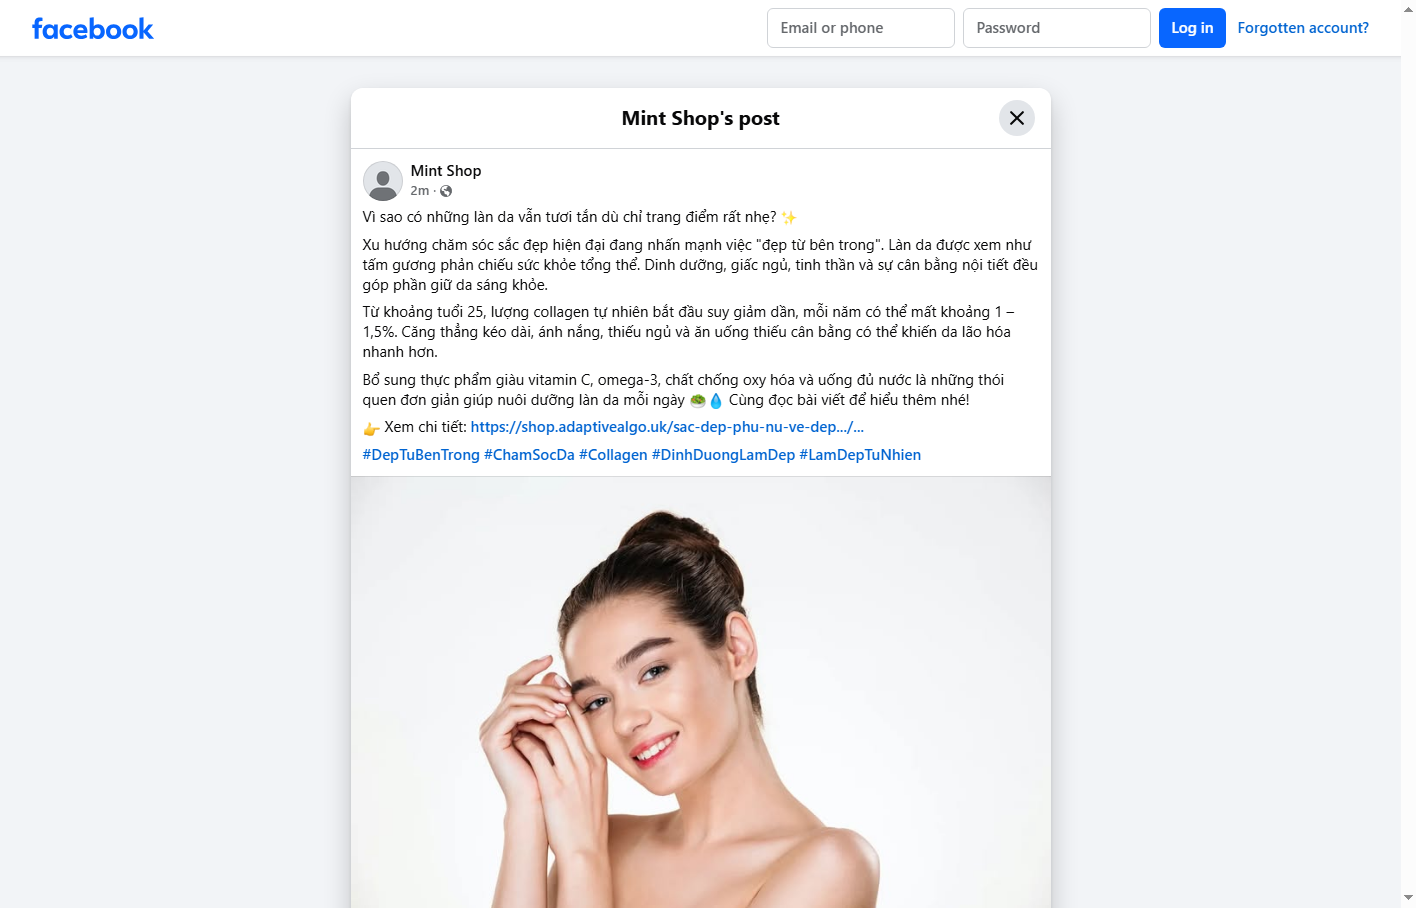 facebook
Email or phone
Password
Log in
Forgotten account?
Mint Shop's post
Mint Shop
2m ·
Vì sao có những làn da vẫn tươi tắn dù chỉ trang điểm rất nhẹ? ✨
Xu hướng chăm sóc sắc đẹp hiện đại đang nhấn mạnh việc "đẹp từ bên trong". Làn da được xem như
tấm gương phản chiếu sức khỏe tổng thể. Dinh dưỡng, giấc ngủ, tinh thần và sự cân bằng nội tiết đều
góp phần giữ da sáng khỏe.
Từ khoảng tuổi 25, lượng collagen tự nhiên bắt đầu suy giảm dần, mỗi năm có thể mất khoảng 1 –
1,5%. Căng thẳng kéo dài, ánh nắng, thiếu ngủ và ăn uống thiếu cân bằng có thể khiến da lão hóa
nhanh hơn.
Bổ sung thực phẩm giàu vitamin C, omega-3, chất chống oxy hóa và uống đủ nước là những thói
quen đơn giản giúp nuôi dưỡng làn da mỗi ngày 🥗💧 Cùng đọc bài viết để hiểu thêm nhé!
👉 Xem chi tiết: https://shop.adaptivealgo.uk/sac-dep-phu-nu-ve-dep.../...
#DepTuBenTrong #ChamSocDa #Collagen #DinhDuongLamDep #LamDepTuNhien